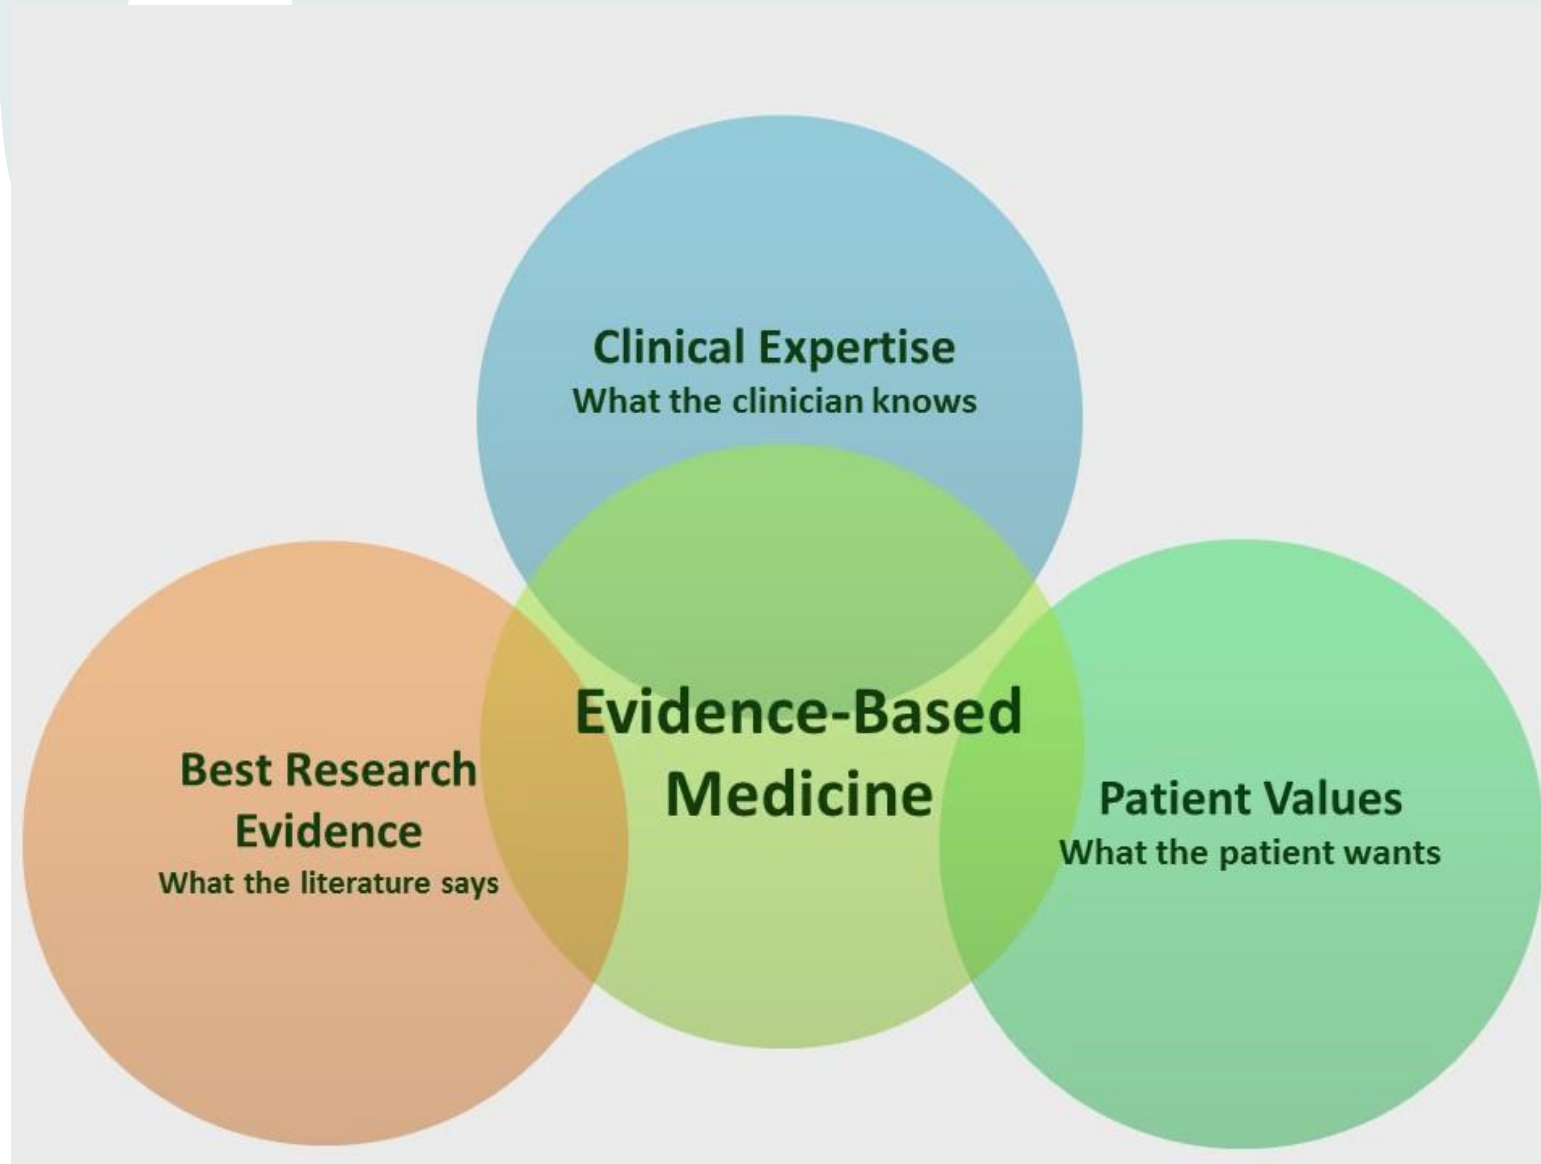 Clinical Expertise
What the clinician knows
Evidence-Based
Medicine
Best Research
Evidence
What the literature says
Patient Values
What the patient wants